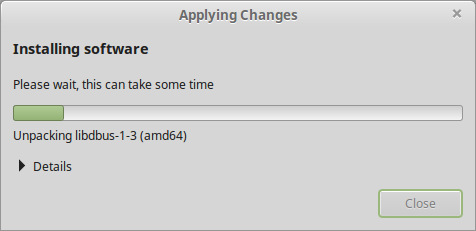 Applying Changes
Installing software
Please wait, this can take some time
Unpacking libdbus-1-3 (amd64)
Details
Close